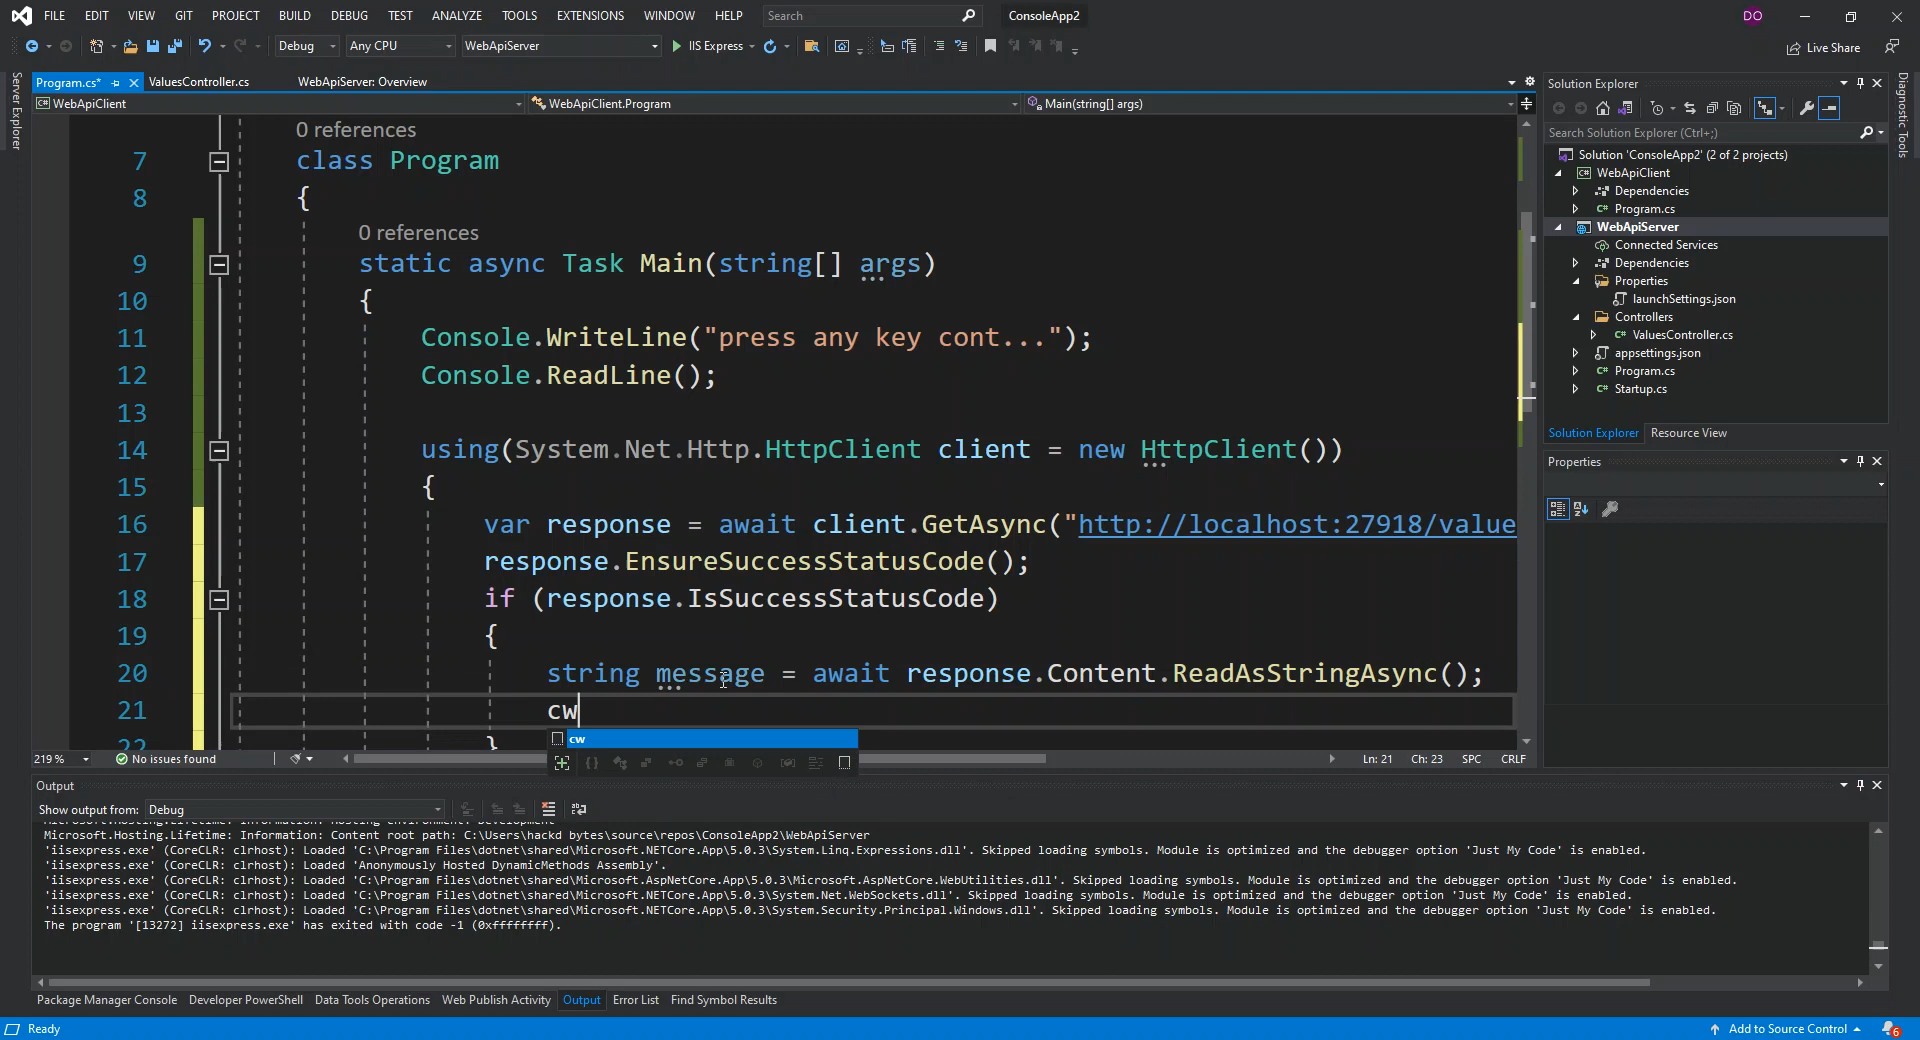 FILE EDIT VIEW GIT PROJECT BUILD DEBUG TEST ANALYZE TOOLS EXTENSIONS WINDOW HELP Search ConsoleApp2 DO
Debug Any CPU WebApiServer IIS Express Live Share
Server Explorer
Program.cs* ValuesController.cs WebApiServer: Overview
WebApiClient WebApiClient.Program Main(string[] args)
0 references
7 class Program
8 {
0 references
9 static async Task Main(string[] args)
10 {
11 Console.WriteLine("press any key cont...");
12 Console.ReadLine();
13
14 using(System.Net.Http.HttpClient client = new HttpClient())
15 {
16 var response = await client.GetAsync("http://localhost:27918/value
17 response.EnsureSuccessStatusCode();
18 if (response.IsSuccessStatusCode)
19 {
20 string message = await response.Content.ReadAsStringAsync();
21 cw
22 }
cw
219 % No issues found Ln: 21 Ch: 23 SPC CRLF
Solution Explorer
Search Solution Explorer (Ctrl+;)
Solution 'ConsoleApp2' (2 of 2 projects)
WebApiClient
Dependencies
C# Program.cs
WebApiServer
Connected Services
Dependencies
Properties
launchSettings.json
Controllers
C# ValuesController.cs
appsettings.json
C# Program.cs
C# Startup.cs
Solution Explorer Resource View
Properties
Diagnostic Tools
Output
Show output from: Debug
Microsoft.Hosting.Lifetime: Information: Hosting environment: Development
Microsoft.Hosting.Lifetime: Information: Content root path: C:\Users\hackd bytes\source\repos\ConsoleApp2\WebApiServer
'iisexpress.exe' (CoreCLR: clrhost): Loaded 'C:\Program Files\dotnet\shared\Microsoft.NETCore.App\5.0.3\System.Linq.Expressions.dll'. Skipped loading symbols. Module is optimized and the debugger option 'Just My Code' is enabled.
'iisexpress.exe' (CoreCLR: clrhost): Loaded 'Anonymously Hosted DynamicMethods Assembly'.
'iisexpress.exe' (CoreCLR: clrhost): Loaded 'C:\Program Files\dotnet\shared\Microsoft.AspNetCore.App\5.0.3\Microsoft.AspNetCore.WebUtilities.dll'. Skipped loading symbols. Module is optimized and the debugger option 'Just My Code' is enabled.
'iisexpress.exe' (CoreCLR: clrhost): Loaded 'C:\Program Files\dotnet\shared\Microsoft.NETCore.App\5.0.3\System.Net.WebSockets.dll'. Skipped loading symbols. Module is optimized and the debugger option 'Just My Code' is enabled.
'iisexpress.exe' (CoreCLR: clrhost): Loaded 'C:\Program Files\dotnet\shared\Microsoft.NETCore.App\5.0.3\System.Security.Principal.Windows.dll'. Skipped loading symbols. Module is optimized and the debugger option 'Just My Code' is enabled.
The program '[13272] iisexpress.exe' has exited with code -1 (0xffffffff).
Package Manager Console Developer PowerShell Data Tools Operations Web Publish Activity Output Error List Find Symbol Results
Ready Add to Source Control 6